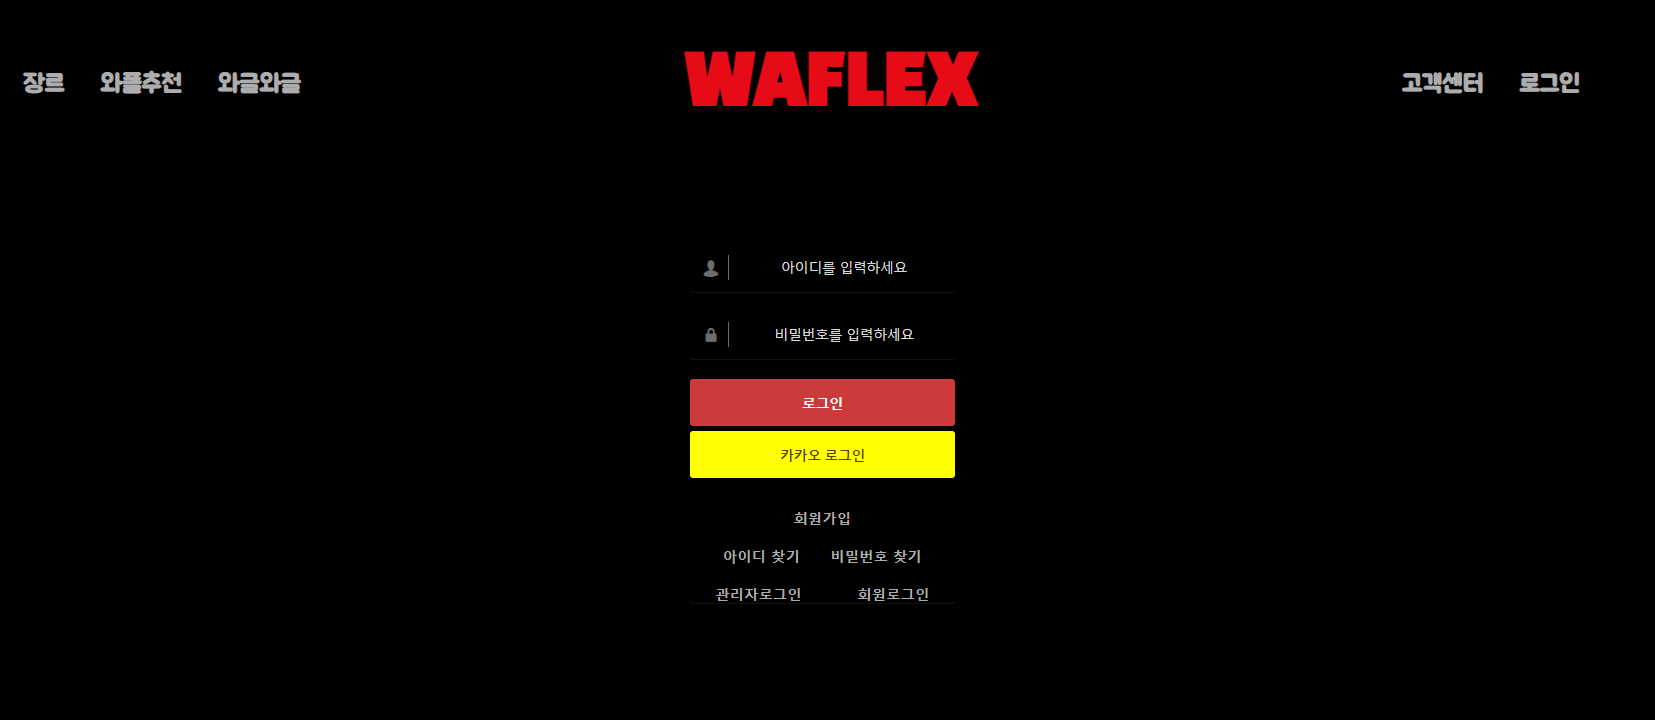 장르 와플추천 와글와글 WAFLEX 고객센터 로그인
아이디를 입력하세요
비밀번호를 입력하세요
로그인
카카오 로그인
회원가입
아이디 찾기 비밀번호 찾기
관리자로그인 회원로그인